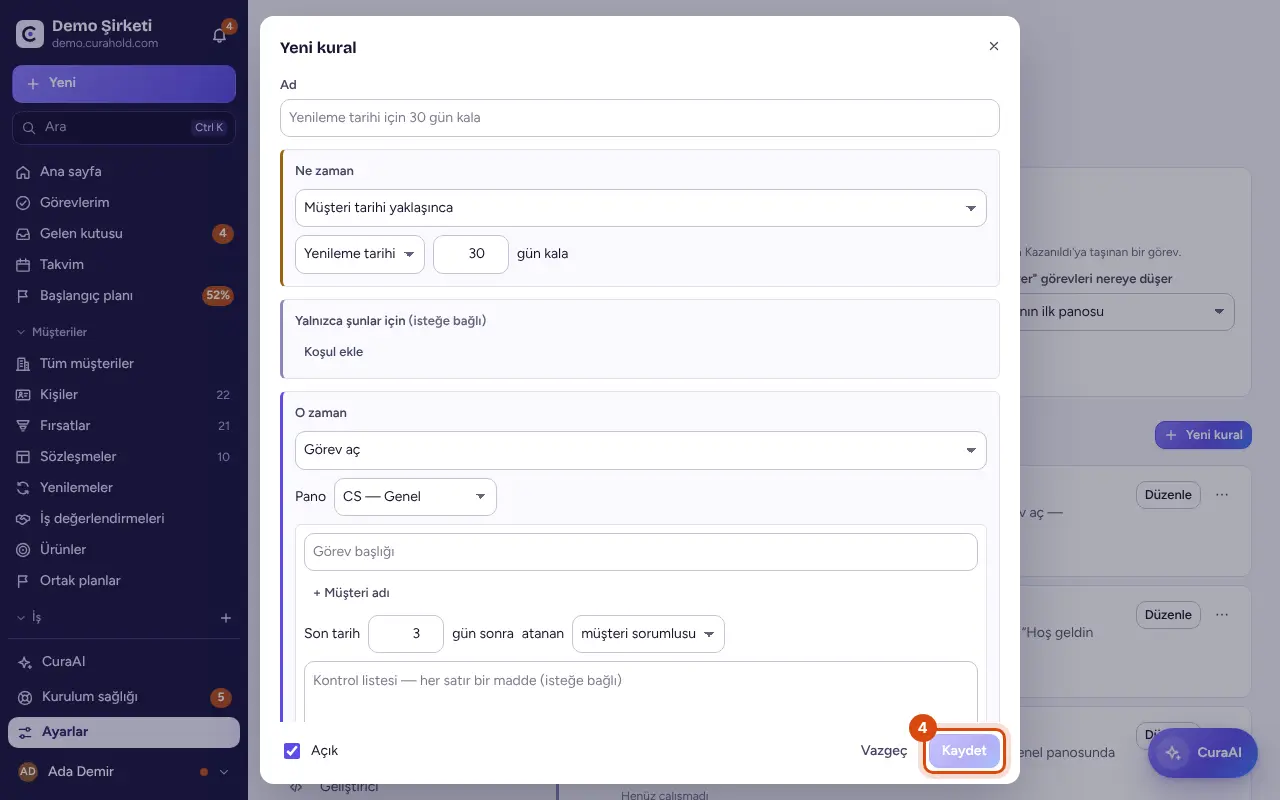 Demo Şirketi
demo.curahold.com
4
Yeni
Ara
Ctrl K
Ana sayfa
Görevlerim
Gelen kutusu
4
Takvim
Başlangıç planı
52%
Müşteriler
Tüm müşteriler
Kişiler
22
Fırsatlar
21
Sözleşmeler
10
Yenilemeler
İş değerlendirmeleri
Ürünler
Ortak planlar
İş
CuraAI
Kurulum sağlığı
5
Ayarlar
AD
Ada Demir
Yeni kural
Ad
Yenileme tarihi için 30 gün kala
Ne zaman
Müşteri tarihi yaklaşınca
Yenileme tarihi
30
gün kala
Yalnızca şunlar için (isteğe bağlı)
Koşul ekle
O zaman
Görev aç
Pano
CS — Genel
Görev başlığı
+ Müşteri adı
Son tarih
3
gün sonra
atanan
müşteri sorumlusu
Kontrol listesi — her satır bir madde (isteğe bağlı)
Açık
Vazgeç
4
Kaydet
Kazanıldı'ya taşınan bir görev.
görevleri nereye düşer
ilk panosu
+ Yeni kural
Düzenle
aç —
Düzenle
"Hoş geldin
panosunda
CuraAI
Geliştirici
Henüz çalışmadı